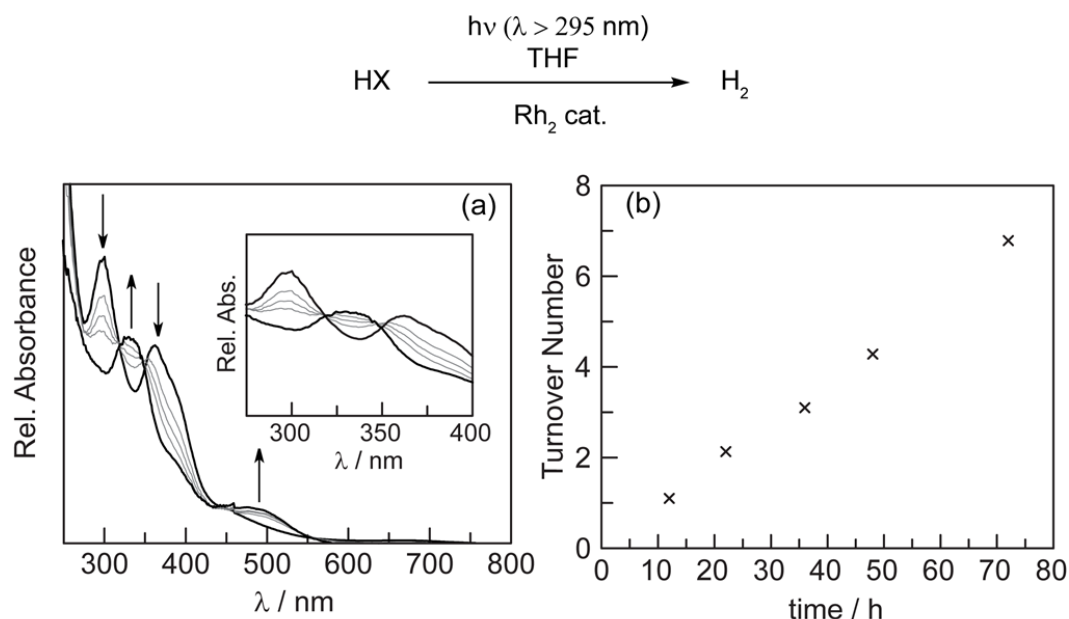 hν (λ > 295 nm)
THF
HX
H₂
Rh₂ cat.
(a)
Rel. Absorbance
Rel. Abs.
300
350
400
λ / nm
300
400
500
600
700
800
λ / nm
(b)
Turnover Number
8
6
4
2
0
0
10
20
30
40
50
60
70
80
time / h